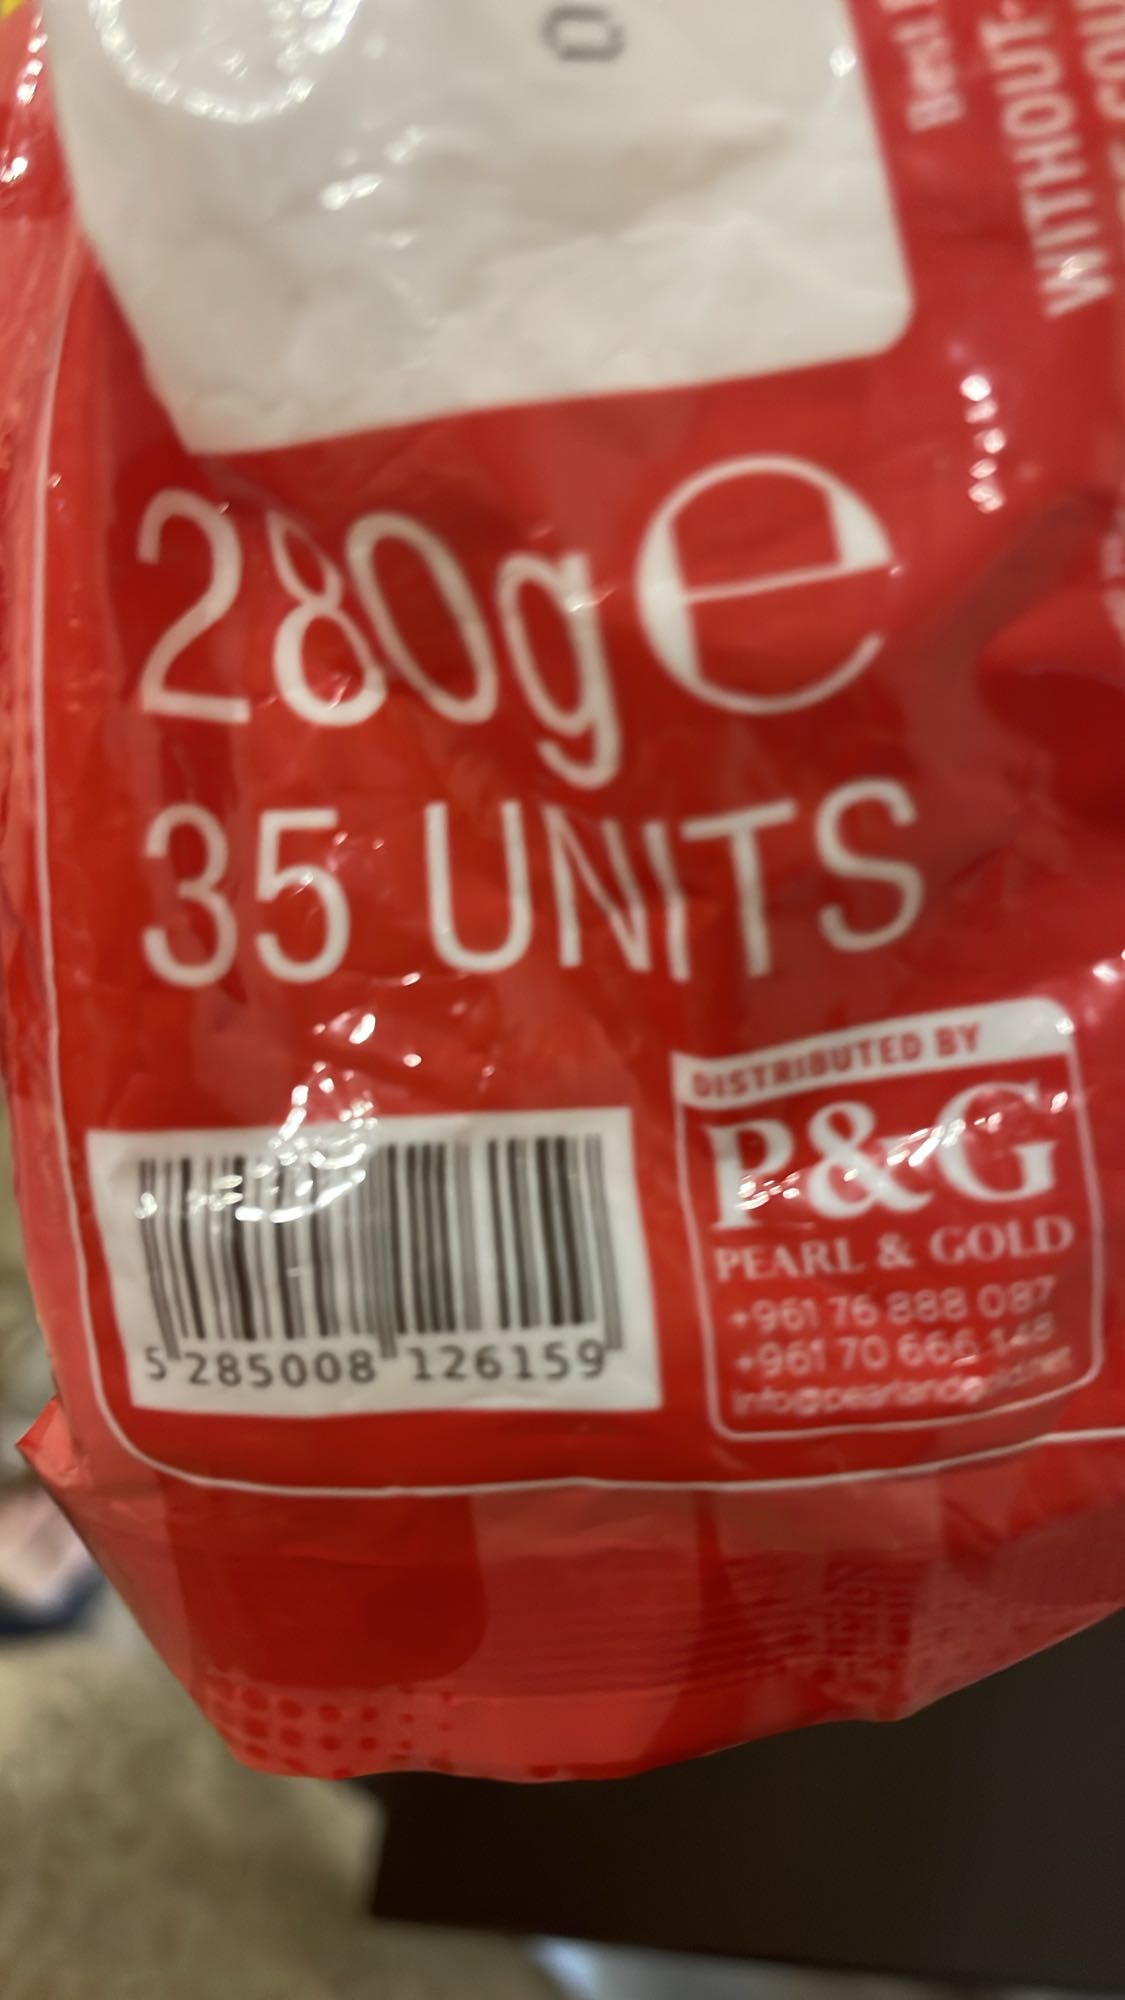 WITHOUT
280g e
35 UNITS
DISTRIBUTED BY
P&G
PEARL & GOLD
+961 76 888 087
+961 70 666 148
5 285008 126159